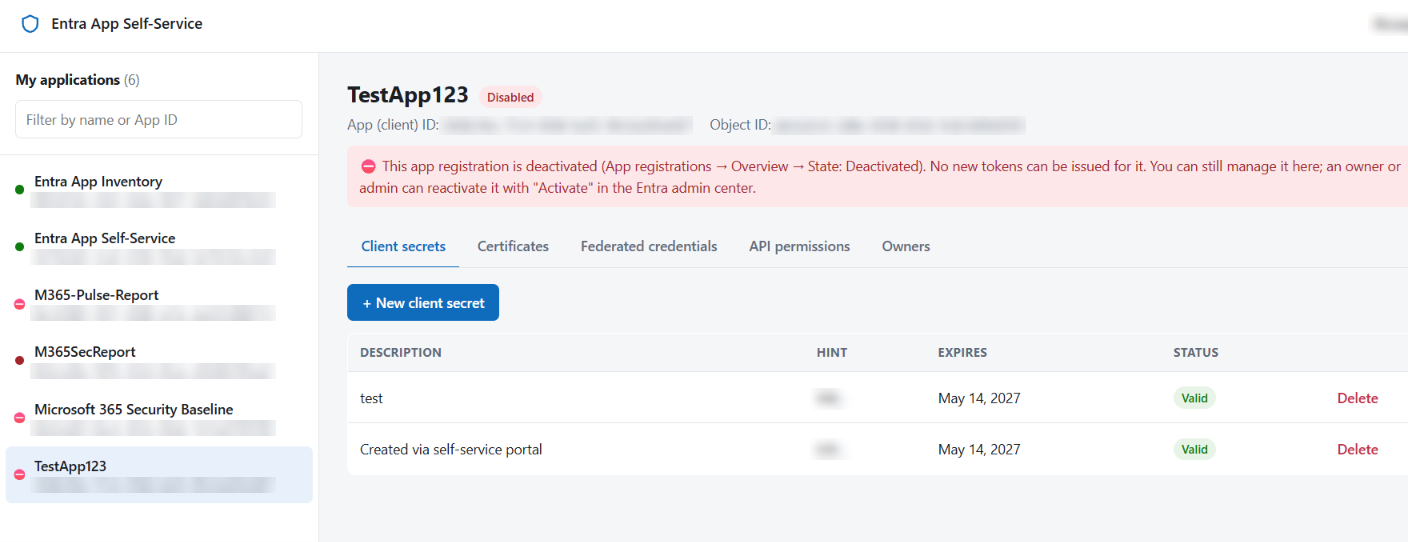 Entra App Self-Service
My applications (6)
Filter by name or App ID
Entra App Inventory
Entra App Self-Service
M365-Pulse-Report
M365SecReport
Microsoft 365 Security Baseline
TestApp123
TestApp123 Disabled
App (client) ID: Object ID:
This app registration is deactivated (App registrations → Overview → State: Deactivated). No new tokens can be issued for it. You can still manage it here; an owner or
admin can reactivate it with "Activate" in the Entra admin center.
Client secrets Certificates Federated credentials API permissions Owners
+ New client secret
DESCRIPTION HINT EXPIRES STATUS
test May 14, 2027 Valid Delete
Created via self-service portal May 14, 2027 Valid Delete